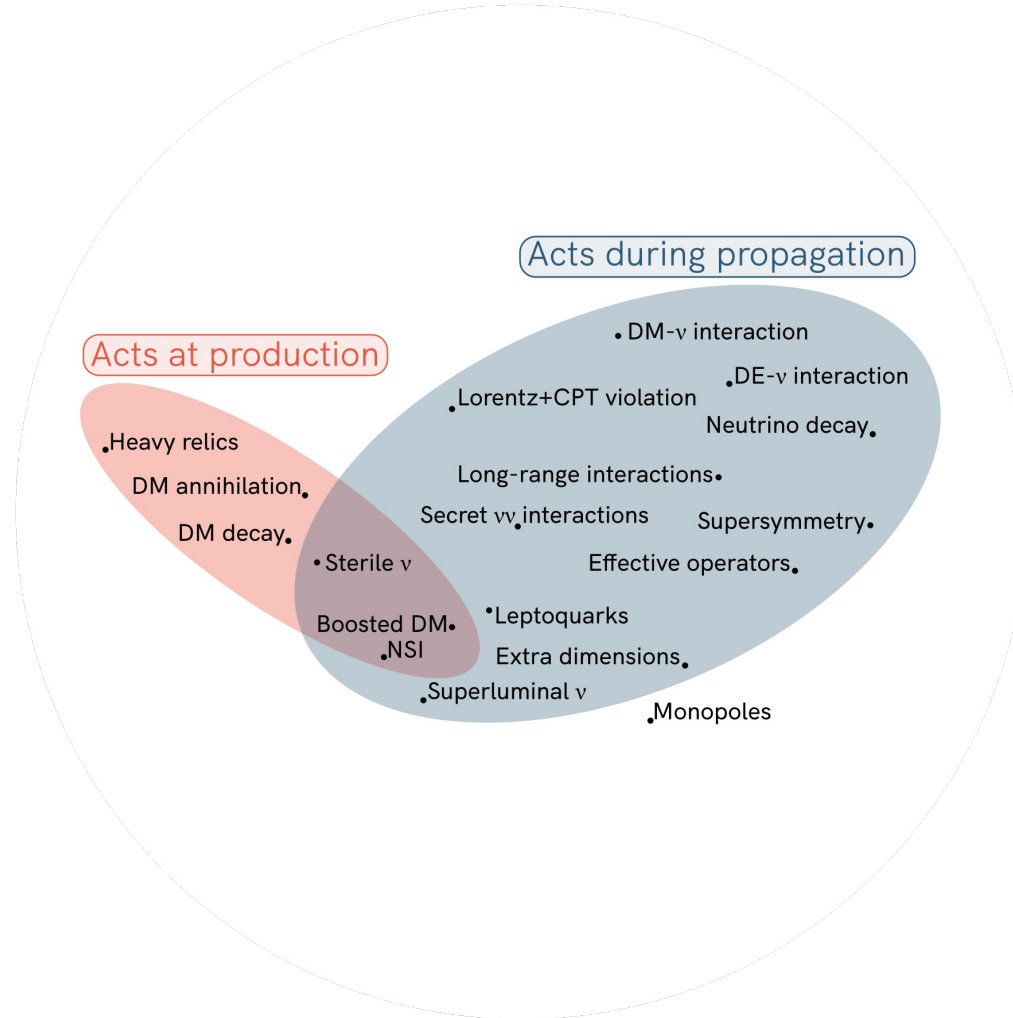 Acts during propagation
DM-ν interaction
Acts at production
DE-ν interaction
Lorentz+CPT violation
Neutrino decay
Heavy relics
Long-range interactions
DM annihilation
Secret νν interactions
Supersymmetry
DM decay
Sterile ν
Effective operators
Leptoquarks
Boosted DM
NSI
Extra dimensions
Superluminal ν
Monopoles